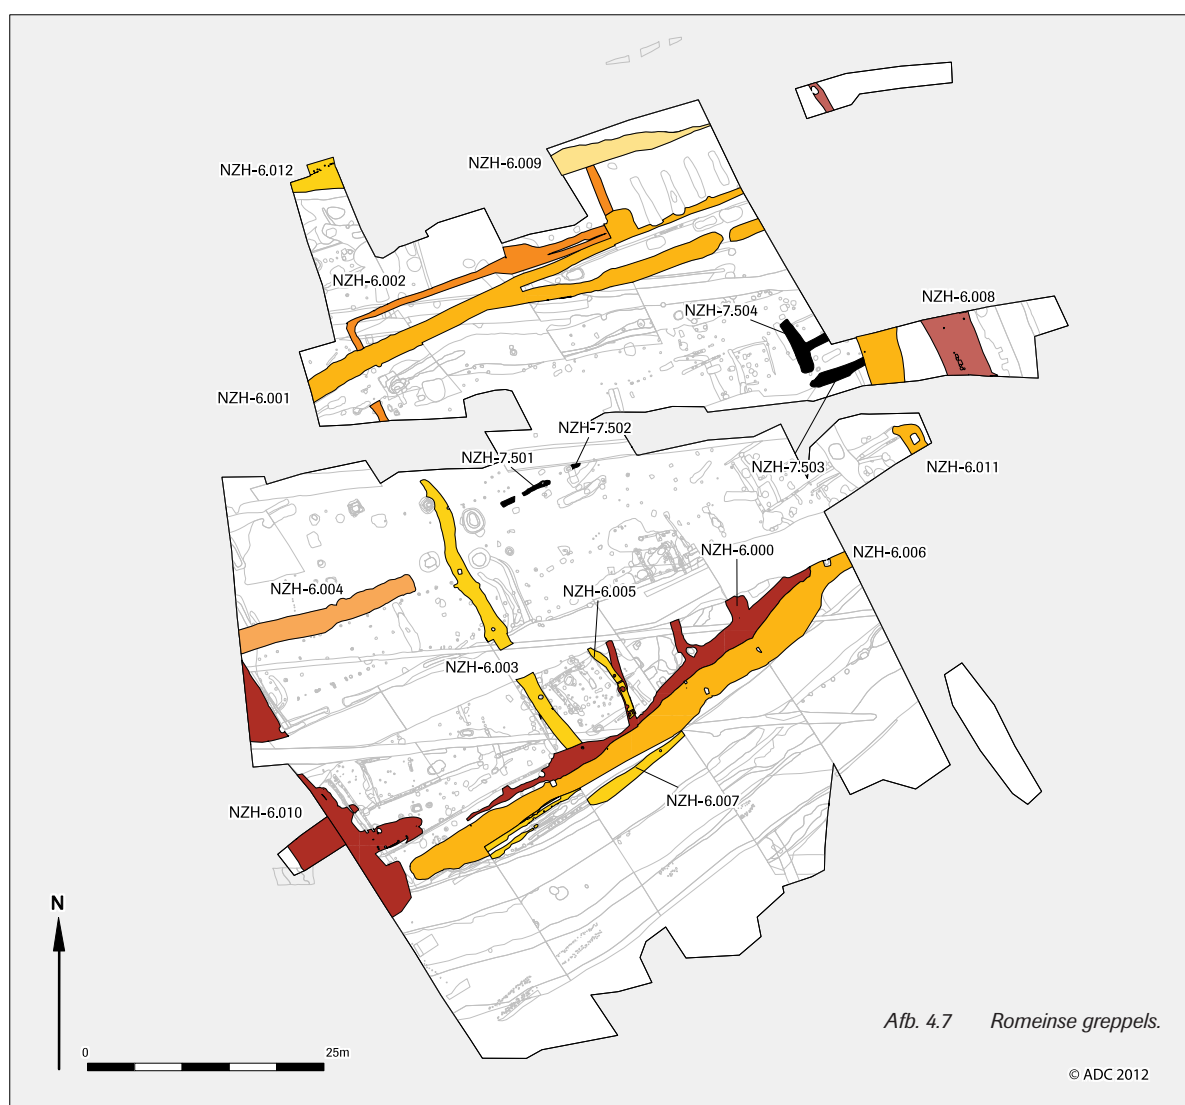 NZH-6.009
NZH-6.012
NZH-6.002
NZH-6.008
NZH-7.504
NZH-6.001
NZH-7.502
NZH-7.501
NZH-7.503
NZH-6.011
NZH-6.000
NZH-6.006
NZH-6.004
NZH-6.005
NZH-6.003
NZH-6.007
NZH-6.010
N
Afb. 4.7 Romeinse greppels.
0 25m
© ADC 2012